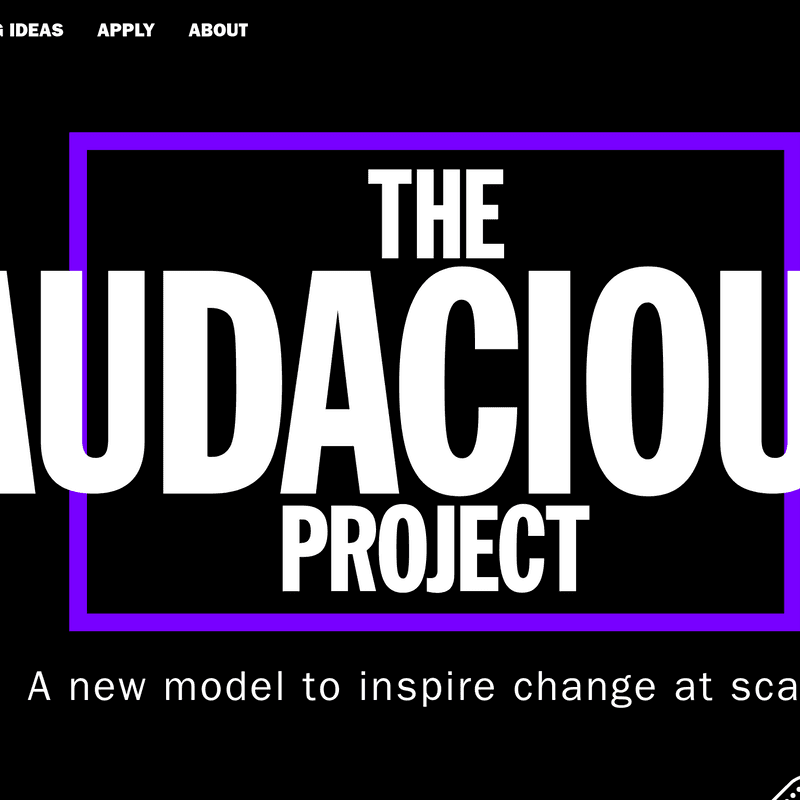 IDEAS APPLY ABOUT
THE
AUDACIOU
PROJECT
A new model to inspire change at sca